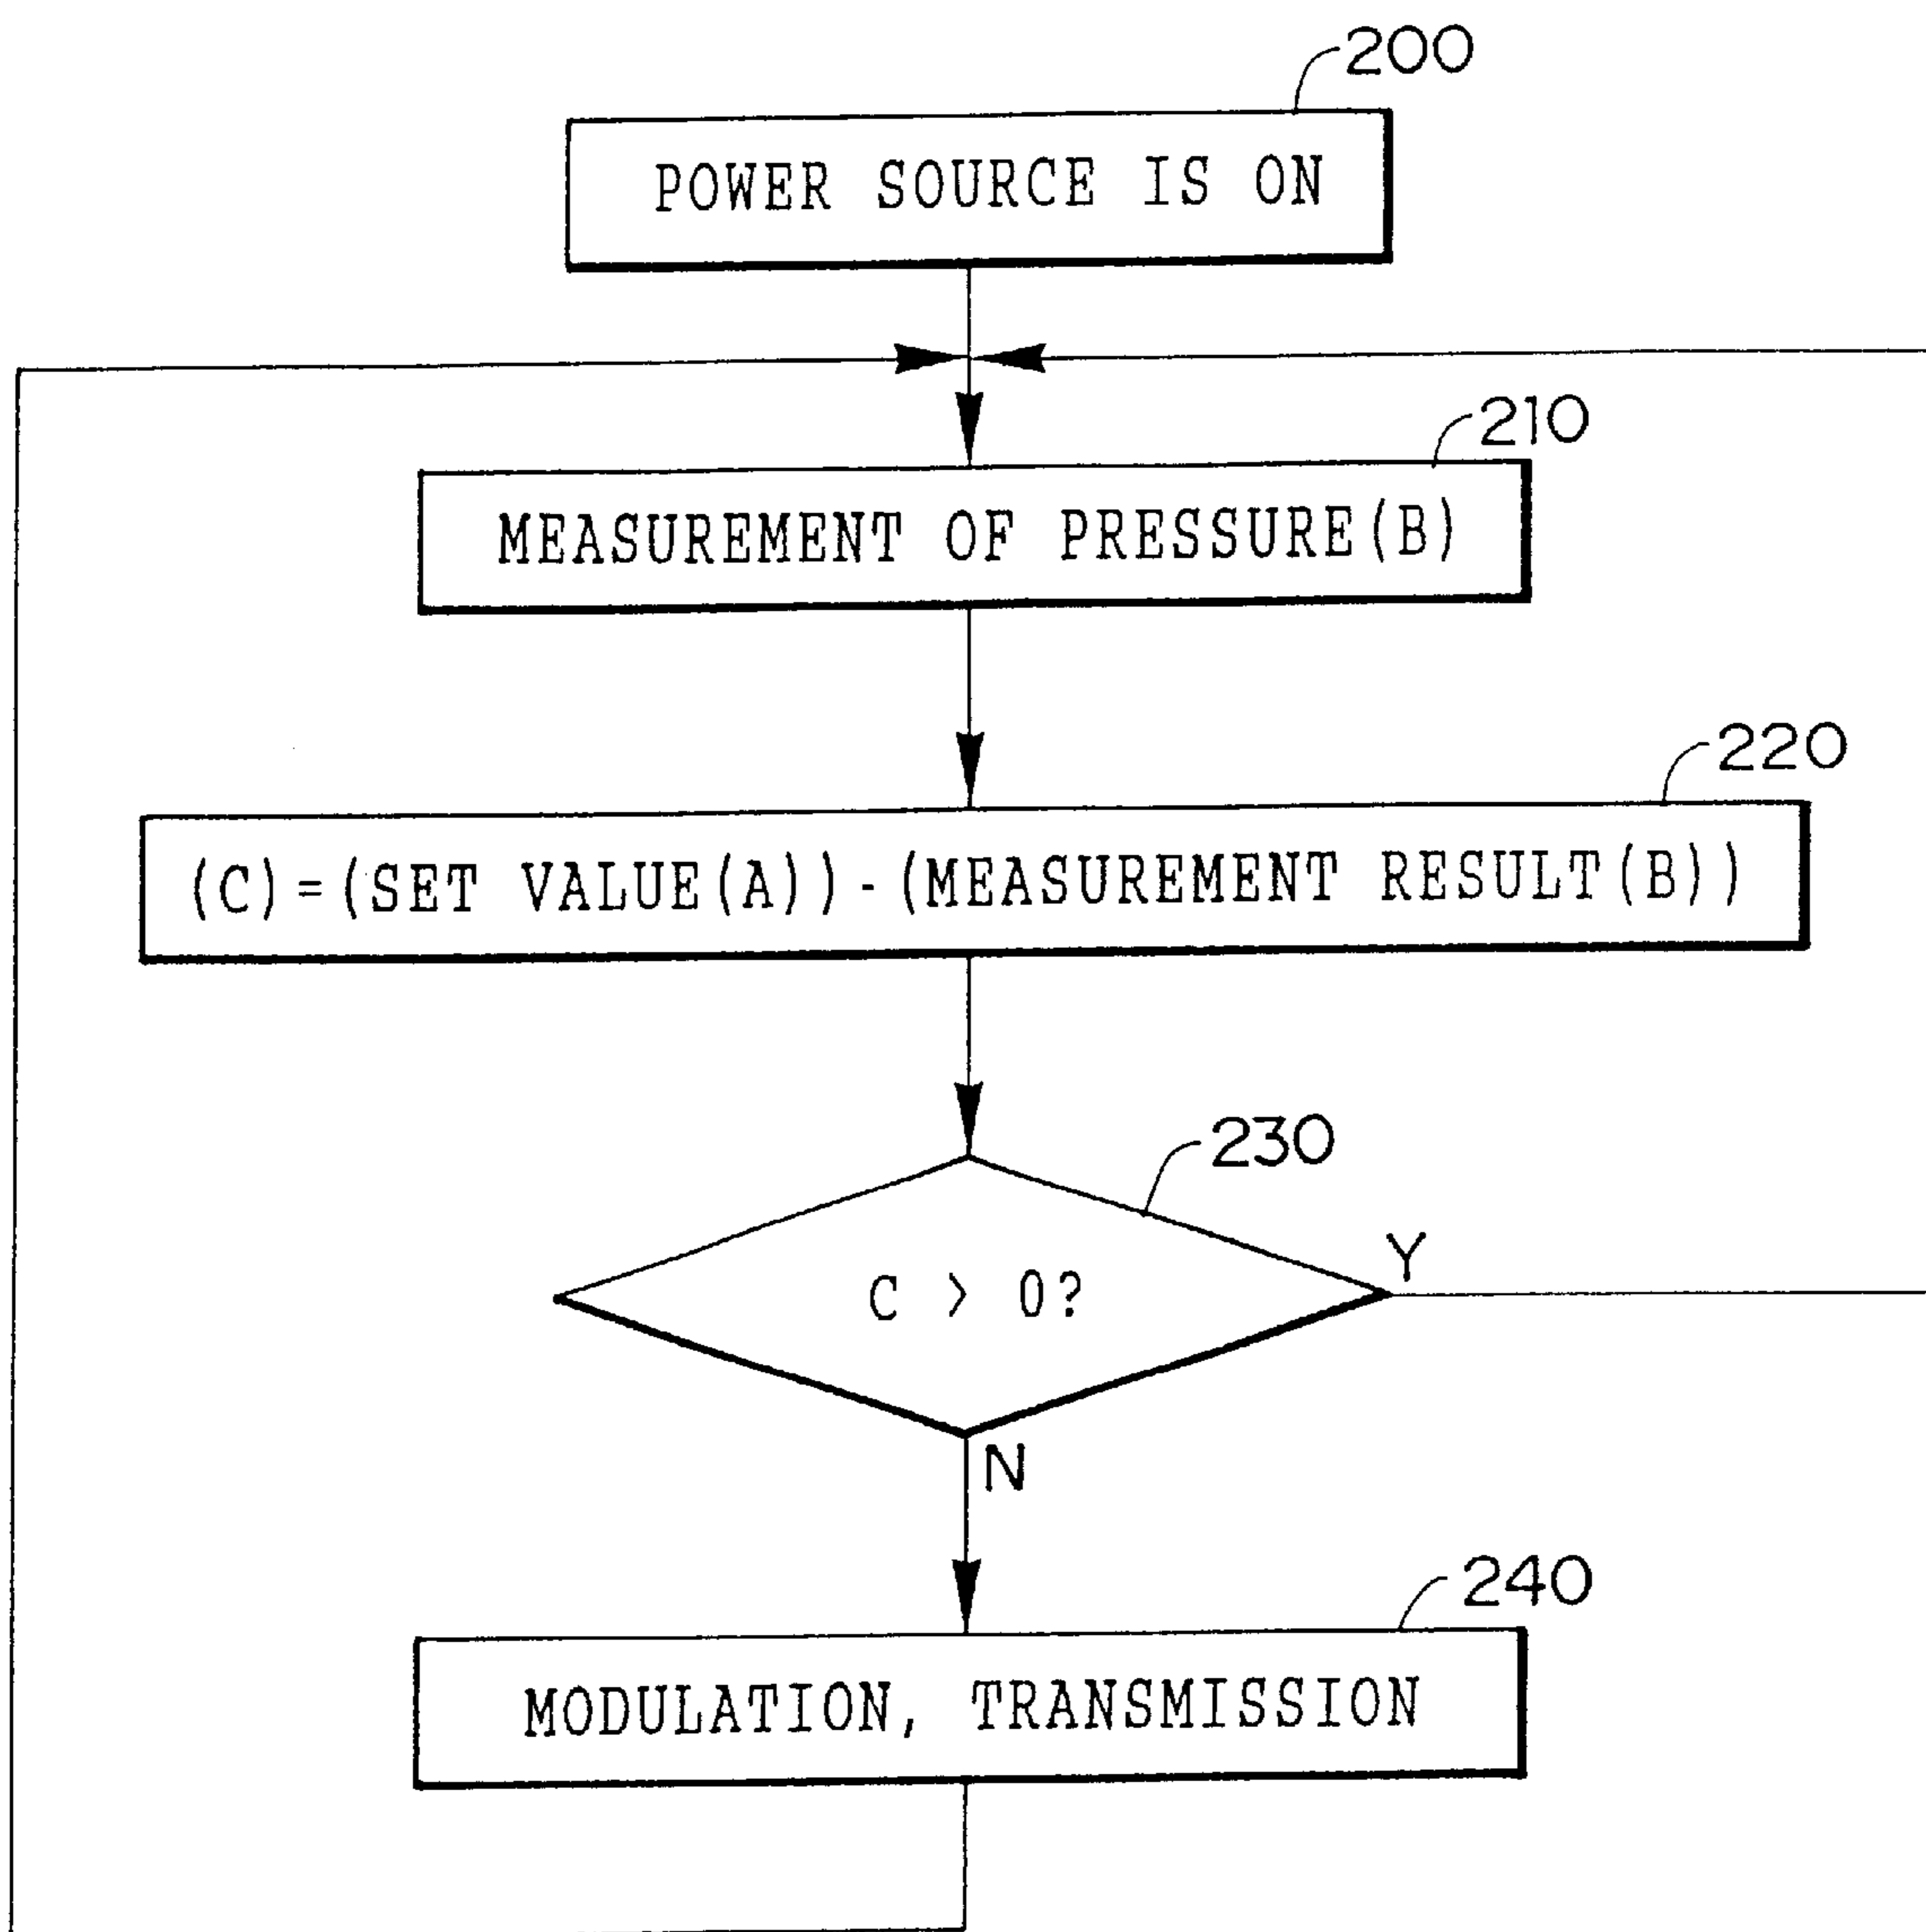 200
POWER SOURCE IS ON
210
MEASUREMENT OF PRESSURE(B)
220
(C)=(SET VALUE(A))-(MEASUREMENT RESULT(B))
230
C > 0?
Y
N
240
MODULATION, TRANSMISSION